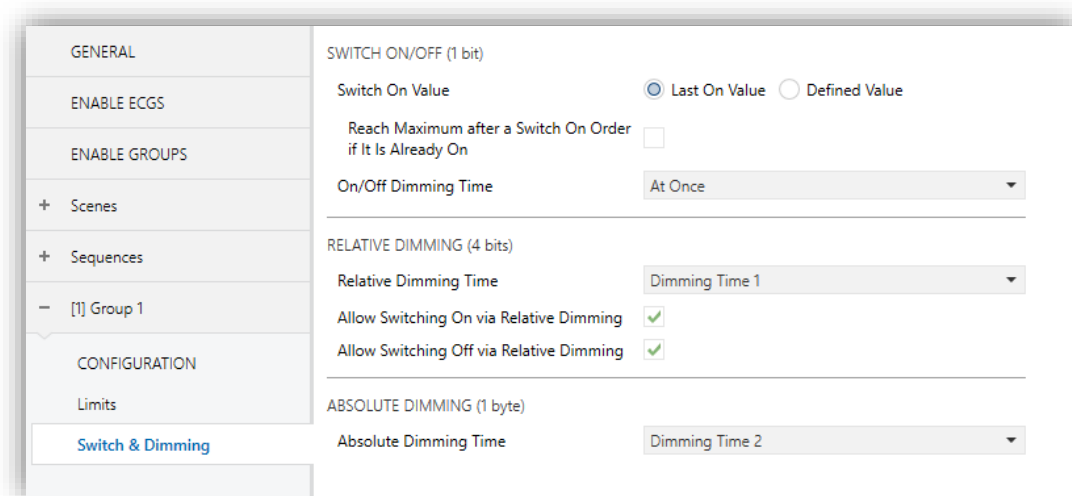 GENERAL
ENABLE ECGS
ENABLE GROUPS
+ Scenes
+ Sequences
− [1] Group 1
CONFIGURATION
Limits
Switch & Dimming
SWITCH ON/OFF (1 bit)
Switch On Value Last On Value Defined Value
Reach Maximum after a Switch On Order
if It Is Already On
On/Off Dimming Time At Once
RELATIVE DIMMING (4 bits)
Relative Dimming Time Dimming Time 1
Allow Switching On via Relative Dimming
Allow Switching Off via Relative Dimming
ABSOLUTE DIMMING (1 byte)
Absolute Dimming Time Dimming Time 2